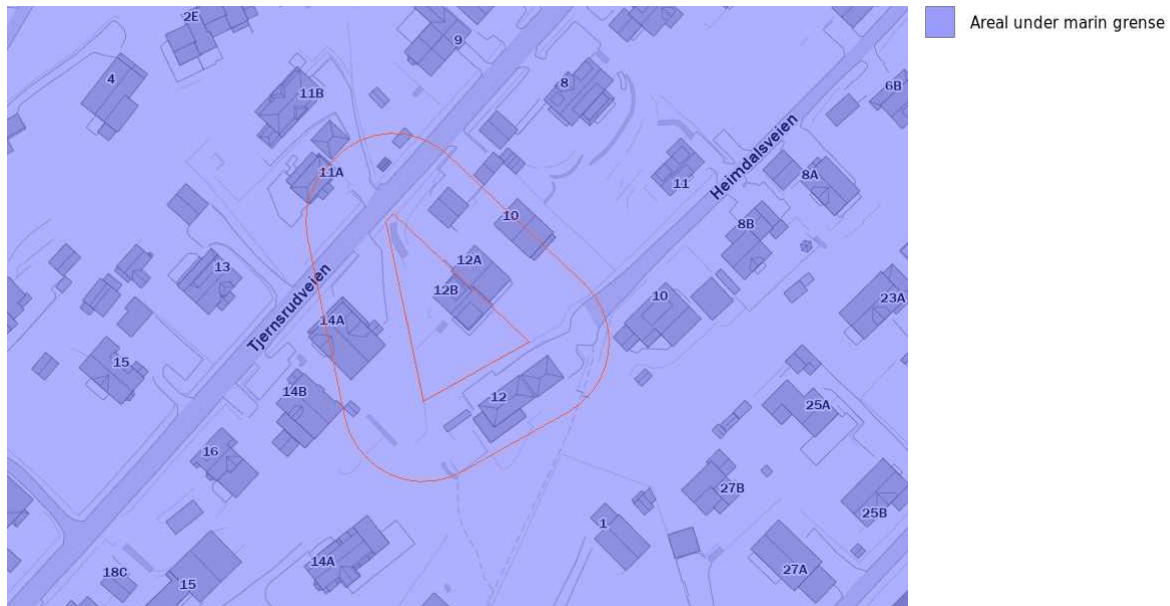 2E
Areal under marin grense
9
4
8
6B
11B
11A
11
Heimdalsveien
8A
10
8B
12A
13
12B
10
23A
Tjernsrudveien
14A
15
14B
12
25A
16
27B
25B
1
14A
27A
18C
15